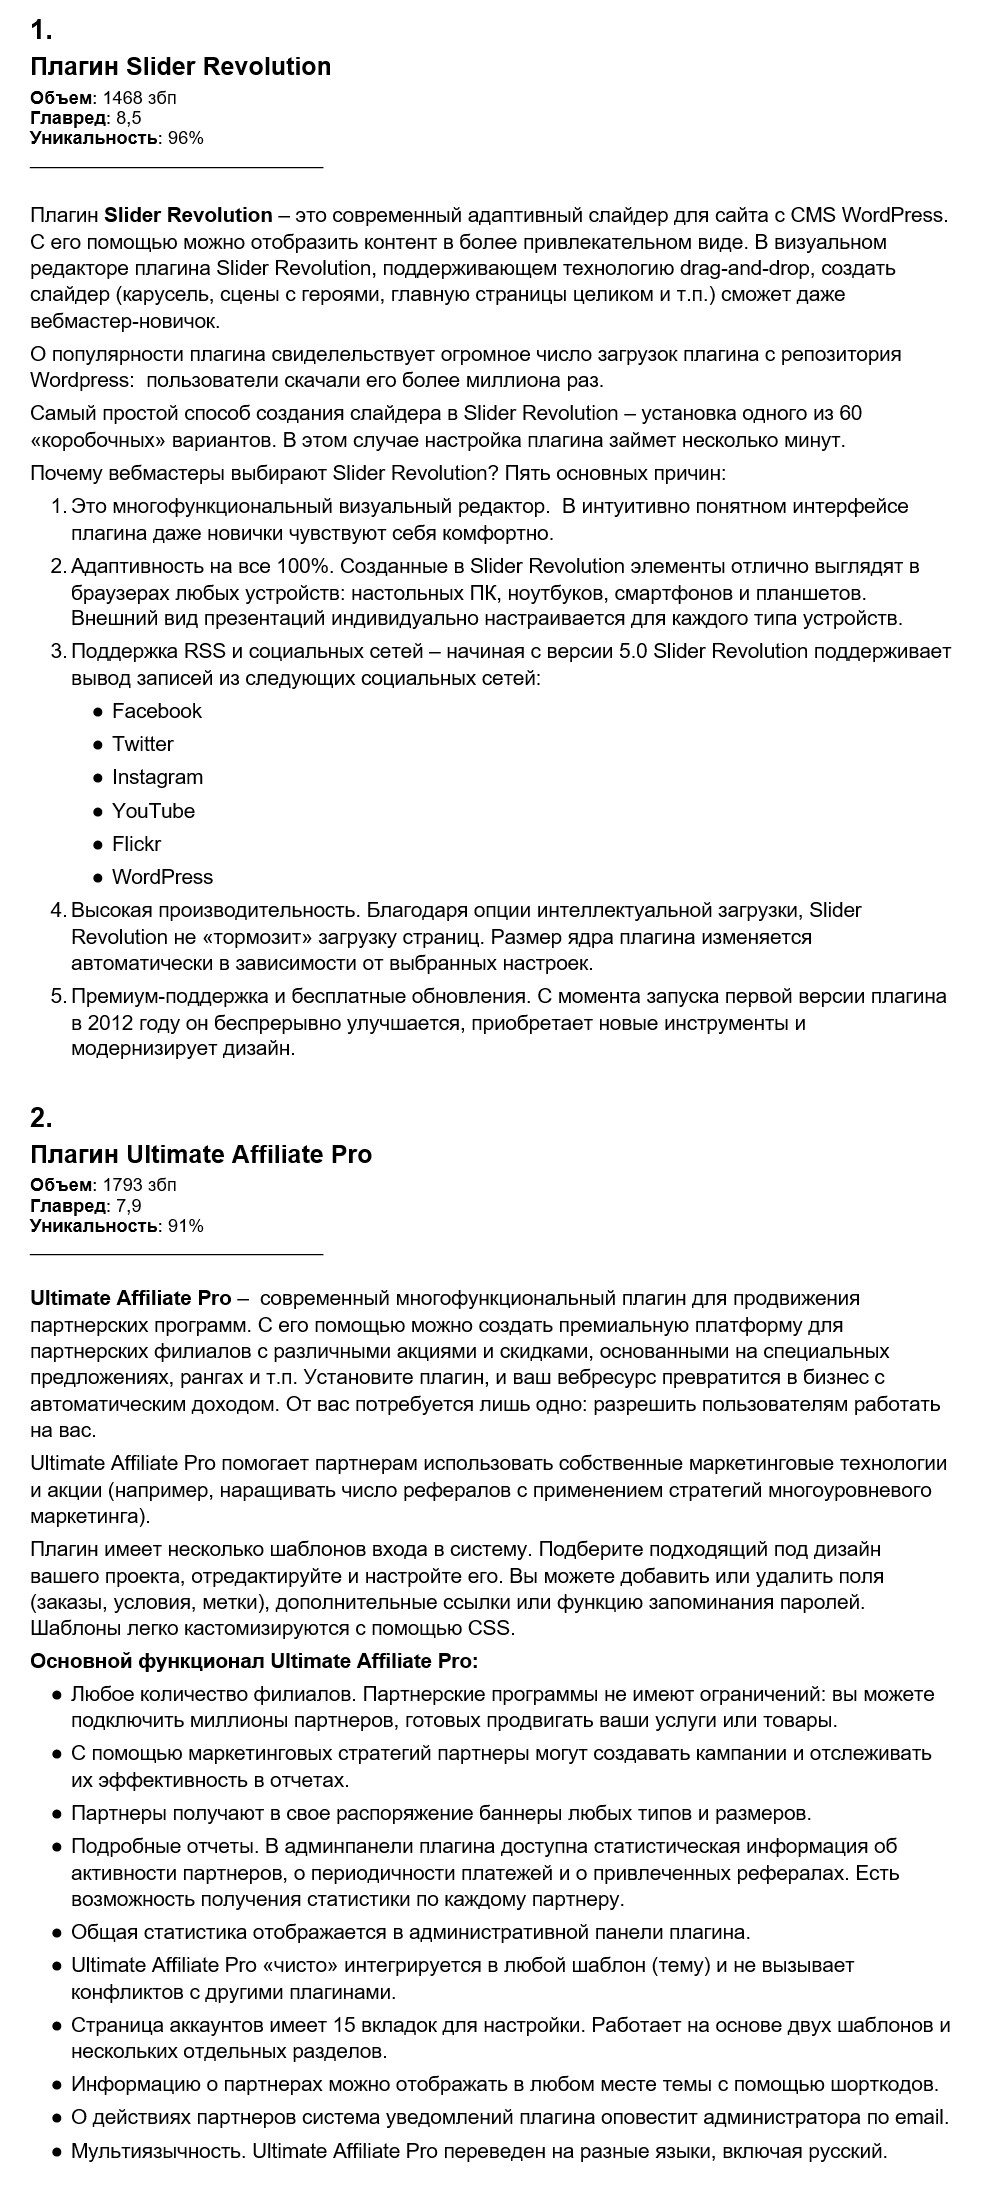 1.
Плагин Slider Revolution
Объем: 1468 збп
Главред: 8,5
Уникальность: 96%
Плагин Slider Revolution – это современный адаптивный слайдер для сайта с CMS WordPress.
С его помощью можно отобразить контент в более привлекательном виде. В визуальном
редакторе плагина Slider Revolution, поддерживающем технологию drag-and-drop, создать
слайдер (карусель, сцены с героями, главную страницы целиком и т.п.) сможет даже
вебмастер-новичок.
О популярности плагина свиделельствует огромное число загрузок плагина с репозитория
Wordpress:  пользователи скачали его более миллиона раз.
Самый простой способ создания слайдера в Slider Revolution – установка одного из 60
«коробочных» вариантов. В этом случае настройка плагина займет несколько минут.
Почему вебмастеры выбирают Slider Revolution? Пять основных причин:
1. Это многофункциональный визуальный редактор.  В интуитивно понятном интерфейсе
плагина даже новички чувствуют себя комфортно.
2. Адаптивность на все 100%. Созданные в Slider Revolution элементы отлично выглядят в
браузерах любых устройств: настольных ПК, ноутбуков, смартфонов и планшетов.
Внешний вид презентаций индивидуально настраивается для каждого типа устройств.
3. Поддержка RSS и социальных сетей – начиная с версии 5.0 Slider Revolution поддерживает
вывод записей из следующих социальных сетей:
● Facebook
● Twitter
● Instagram
● YouTube
● Flickr
● WordPress
4. Высокая производительность. Благодаря опции интеллектуальной загрузки, Slider
Revolution не «тормозит» загрузку страниц. Размер ядра плагина изменяется
автоматически в зависимости от выбранных настроек.
5. Премиум-поддержка и бесплатные обновления. С момента запуска первой версии плагина
в 2012 году он беспрерывно улучшается, приобретает новые инструменты и
модернизирует дизайн.
2.
Плагин Ultimate Affiliate Pro
Объем: 1793 збп
Главред: 7,9
Уникальность: 91%
Ultimate Affiliate Pro –  современный многофункциональный плагин для продвижения
партнерских программ. С его помощью можно создать премиальную платформу для
партнерских филиалов с различными акциями и скидками, основанными на специальных
предложениях, рангах и т.п. Установите плагин, и ваш вебресурс превратится в бизнес с
автоматическим доходом. От вас потребуется лишь одно: разрешить пользователям работать
на вас.
Ultimate Affiliate Pro помогает партнерам использовать собственные маркетинговые технологии
и акции (например, наращивать число рефералов с применением стратегий многоуровневого
маркетинга).
Плагин имеет несколько шаблонов входа в систему. Подберите подходящий под дизайн
вашего проекта, отредактируйте и настройте его. Вы можете добавить или удалить поля
(заказы, условия, метки), дополнительные ссылки или функцию запоминания паролей.
Шаблоны легко кастомизируются с помощью CSS.
Основной функционал Ultimate Affiliate Pro:
● Любое количество филиалов. Партнерские программы не имеют ограничений: вы можете
подключить миллионы партнеров, готовых продвигать ваши услуги или товары.
● С помощью маркетинговых стратегий партнеры могут создавать кампании и отслеживать
их эффективность в отчетах.
● Партнеры получают в свое распоряжение баннеры любых типов и размеров.
● Подробные отчеты. В админпанели плагина доступна статистическая информация об
активности партнеров, о периодичности платежей и о привлеченных рефералах. Есть
возможность получения статистики по каждому партнеру.
● Общая статистика отображается в административной панели плагина.
● Ultimate Affiliate Pro «чисто» интегрируется в любой шаблон (тему) и не вызывает
конфликтов с другими плагинами.
● Страница аккаунтов имеет 15 вкладок для настройки. Работает на основе двух шаблонов и
нескольких отдельных разделов.
● Информацию о партнерах можно отображать в любом месте темы с помощью шорткодов.
● О действиях партнеров система уведомлений плагина оповестит администратора по email.
● Мультиязычность. Ultimate Affiliate Pro переведен на разные языки, включая русский.